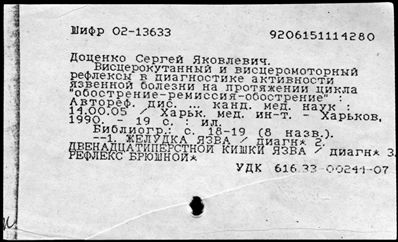 Шифр 02-13633 9206151114280
Доценко Сергей Яковлевич.
Висцерокутанный и висцеромоторный
рефлексы в диагностике активности
язвенной болезни на протяжении цикла
"обострение-ремиссия-обострение" :
Автореф. дис. ... канд. мед. наук :
14.00.05 / Харьк. мед. ин-т. - Харьков,
1990. - 19 с. : ил.
Библиогр.: с. 18-19 (8 назв.).
--1. ЖЕЛУДКА ЯЗВА / диагн* 2.
ДВЕНАДЦАТИПЕРСТНОЙ КИШКИ ЯЗВА / диагн* 3.
РЕФЛЕКС БРЮШНОЙ*
УДК 616.33-00244-07